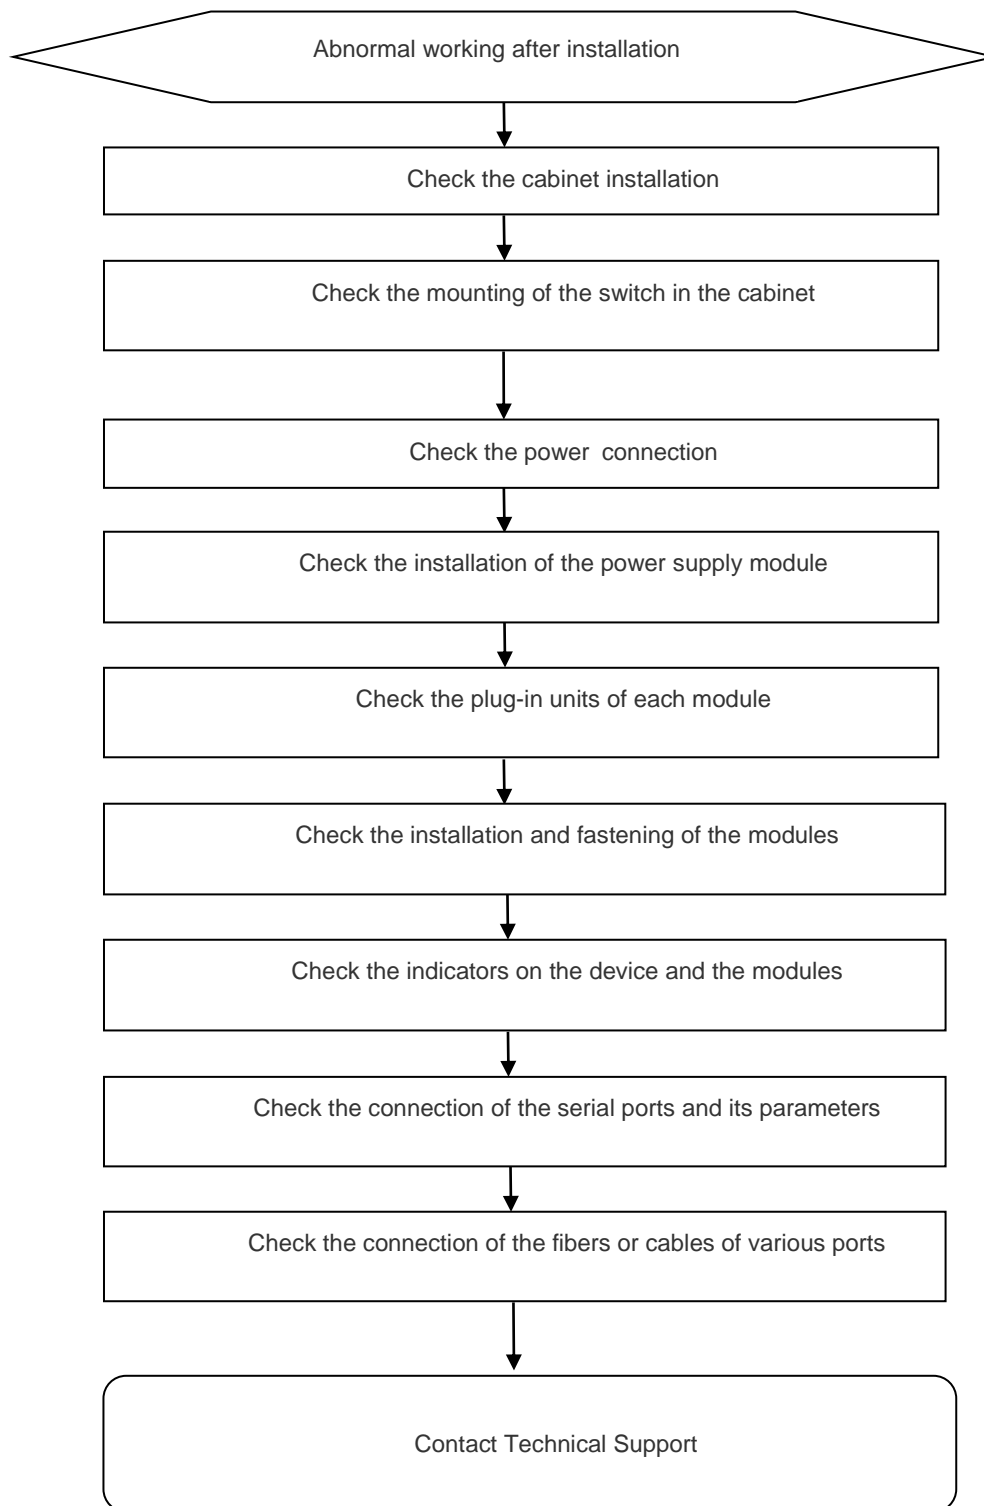 Abnormal working after installation
Check the cabinet installation
Check the mounting of the switch in the cabinet
Check the power  connection
Check the installation of the power supply module
Check the plug-in units of each module
Check the installation and fastening of the modules
Check the indicators on the device and the modules
Check the connection of the serial ports and its parameters
Check the connection of the fibers or cables of various ports
Contact Technical Support